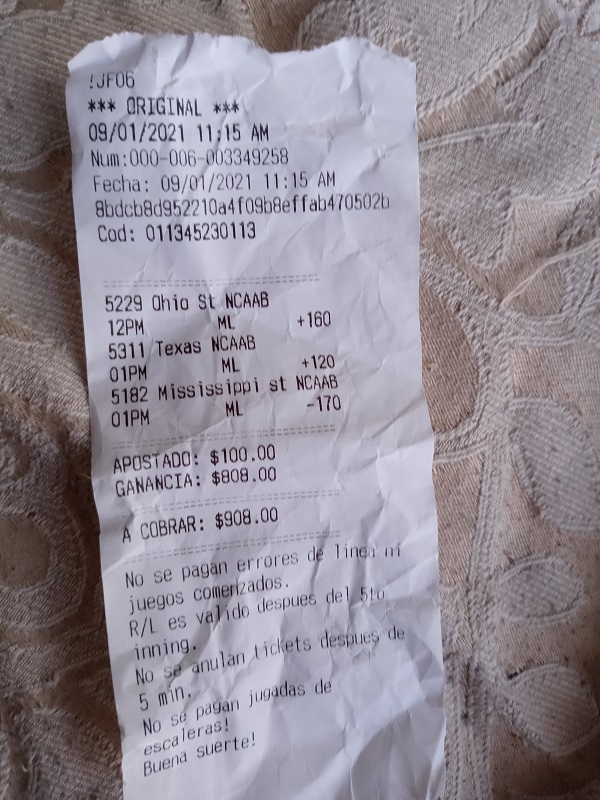 !JF06
*** ORIGINAL ***
09/01/2021 11:15 AM
Num:000-006-003349258
Fecha: 09/01/2021 11:15 AM
8bdcb8d952210a4f09b8effab470502b
Cod: 011345230113
5229 Ohio St NCAAB
12PM ML +160
5311 Texas NCAAB
01PM ML +120
5182 Mississippi st NCAAB
01PM ML -170
APOSTADO: $100.00
GANANCIA: $808.00
A COBRAR: $908.00
No se pagan errores de linea ni
juegos comenzados.
R/L es valido despues del 5to
inning.
No se anulan tickets despues de
5 min.
No se pagan jugadas de
escaleras!
Buena suerte!